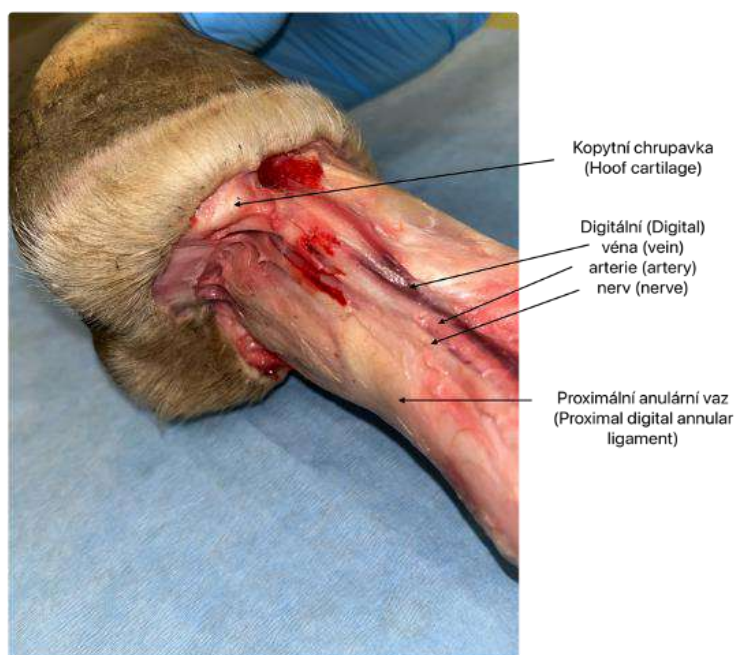 Kopytní chrupavka
(Hoof cartilage)
Digitální (Digital)
véna (vein)
arterie (artery)
nerv (nerve)
Proximální anulární vaz
(Proximal digital annular
ligament)